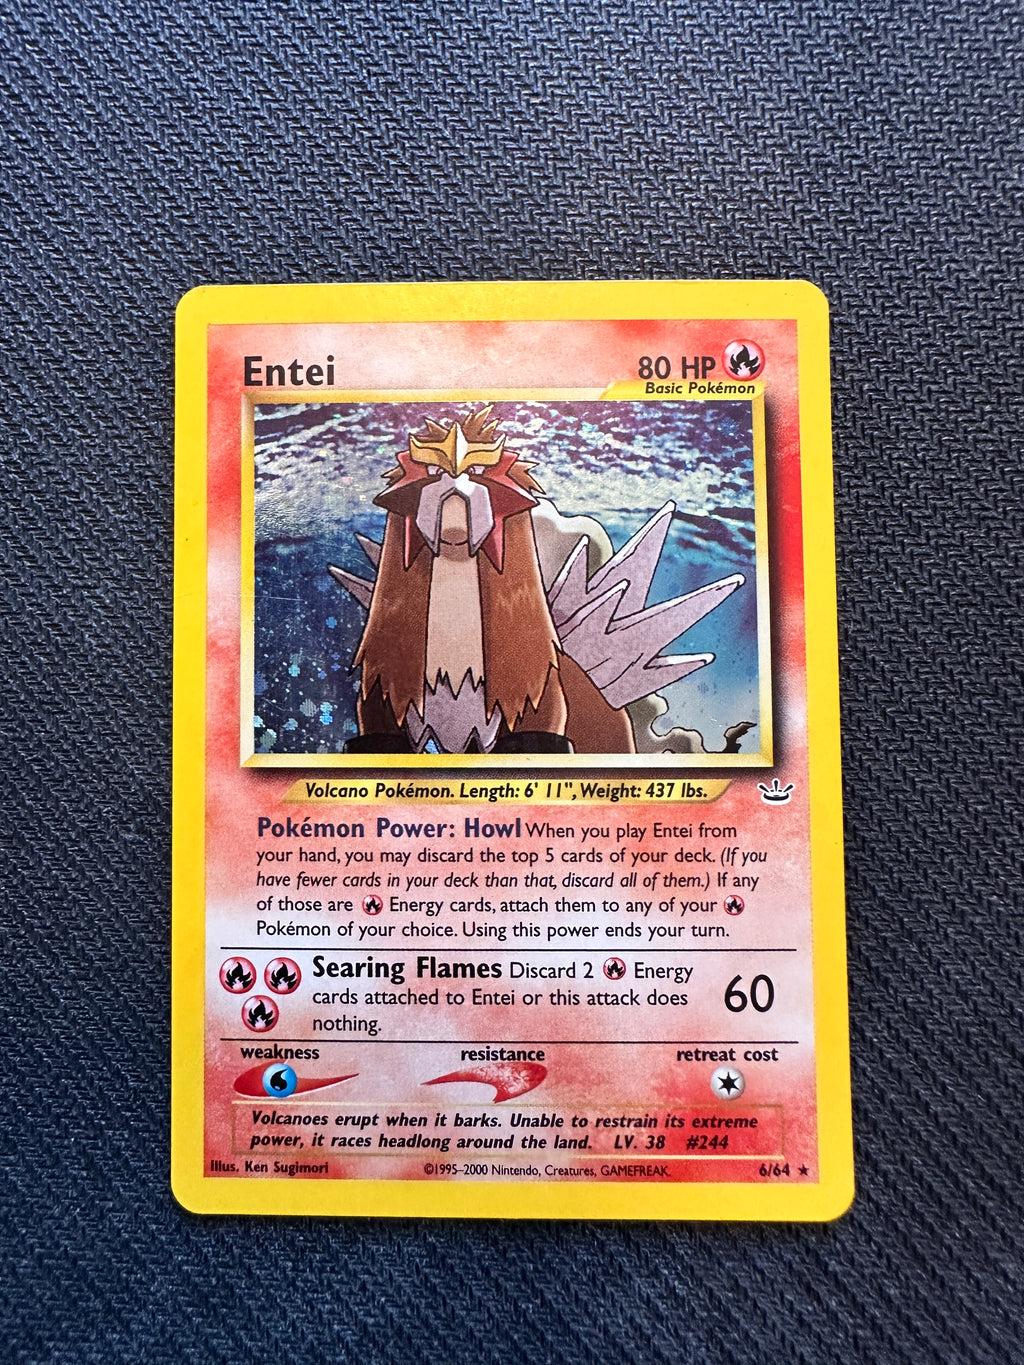 Entei
80 HP
Basic Pokémon
Volcano Pokémon. Length: 6' 11", Weight: 437 lbs.
Pokémon Power: Howl When you play Entei from
your hand, you may discard the top 5 cards of your deck. (If you
have fewer cards in your deck than that, discard all of them.) If any
of those are Energy cards, attach them to any of your
Pokémon of your choice. Using this power ends your turn.
Searing Flames Discard 2 Energy
cards attached to Entei or this attack does
nothing.
60
weakness resistance retreat cost
Volcanoes erupt when it barks. Unable to restrain its extreme
power, it races headlong around the land. LV. 38 #244
Illus. Ken Sugimori ©1995–2000 Nintendo, Creatures, GAMEFREAK. 6/64 ★